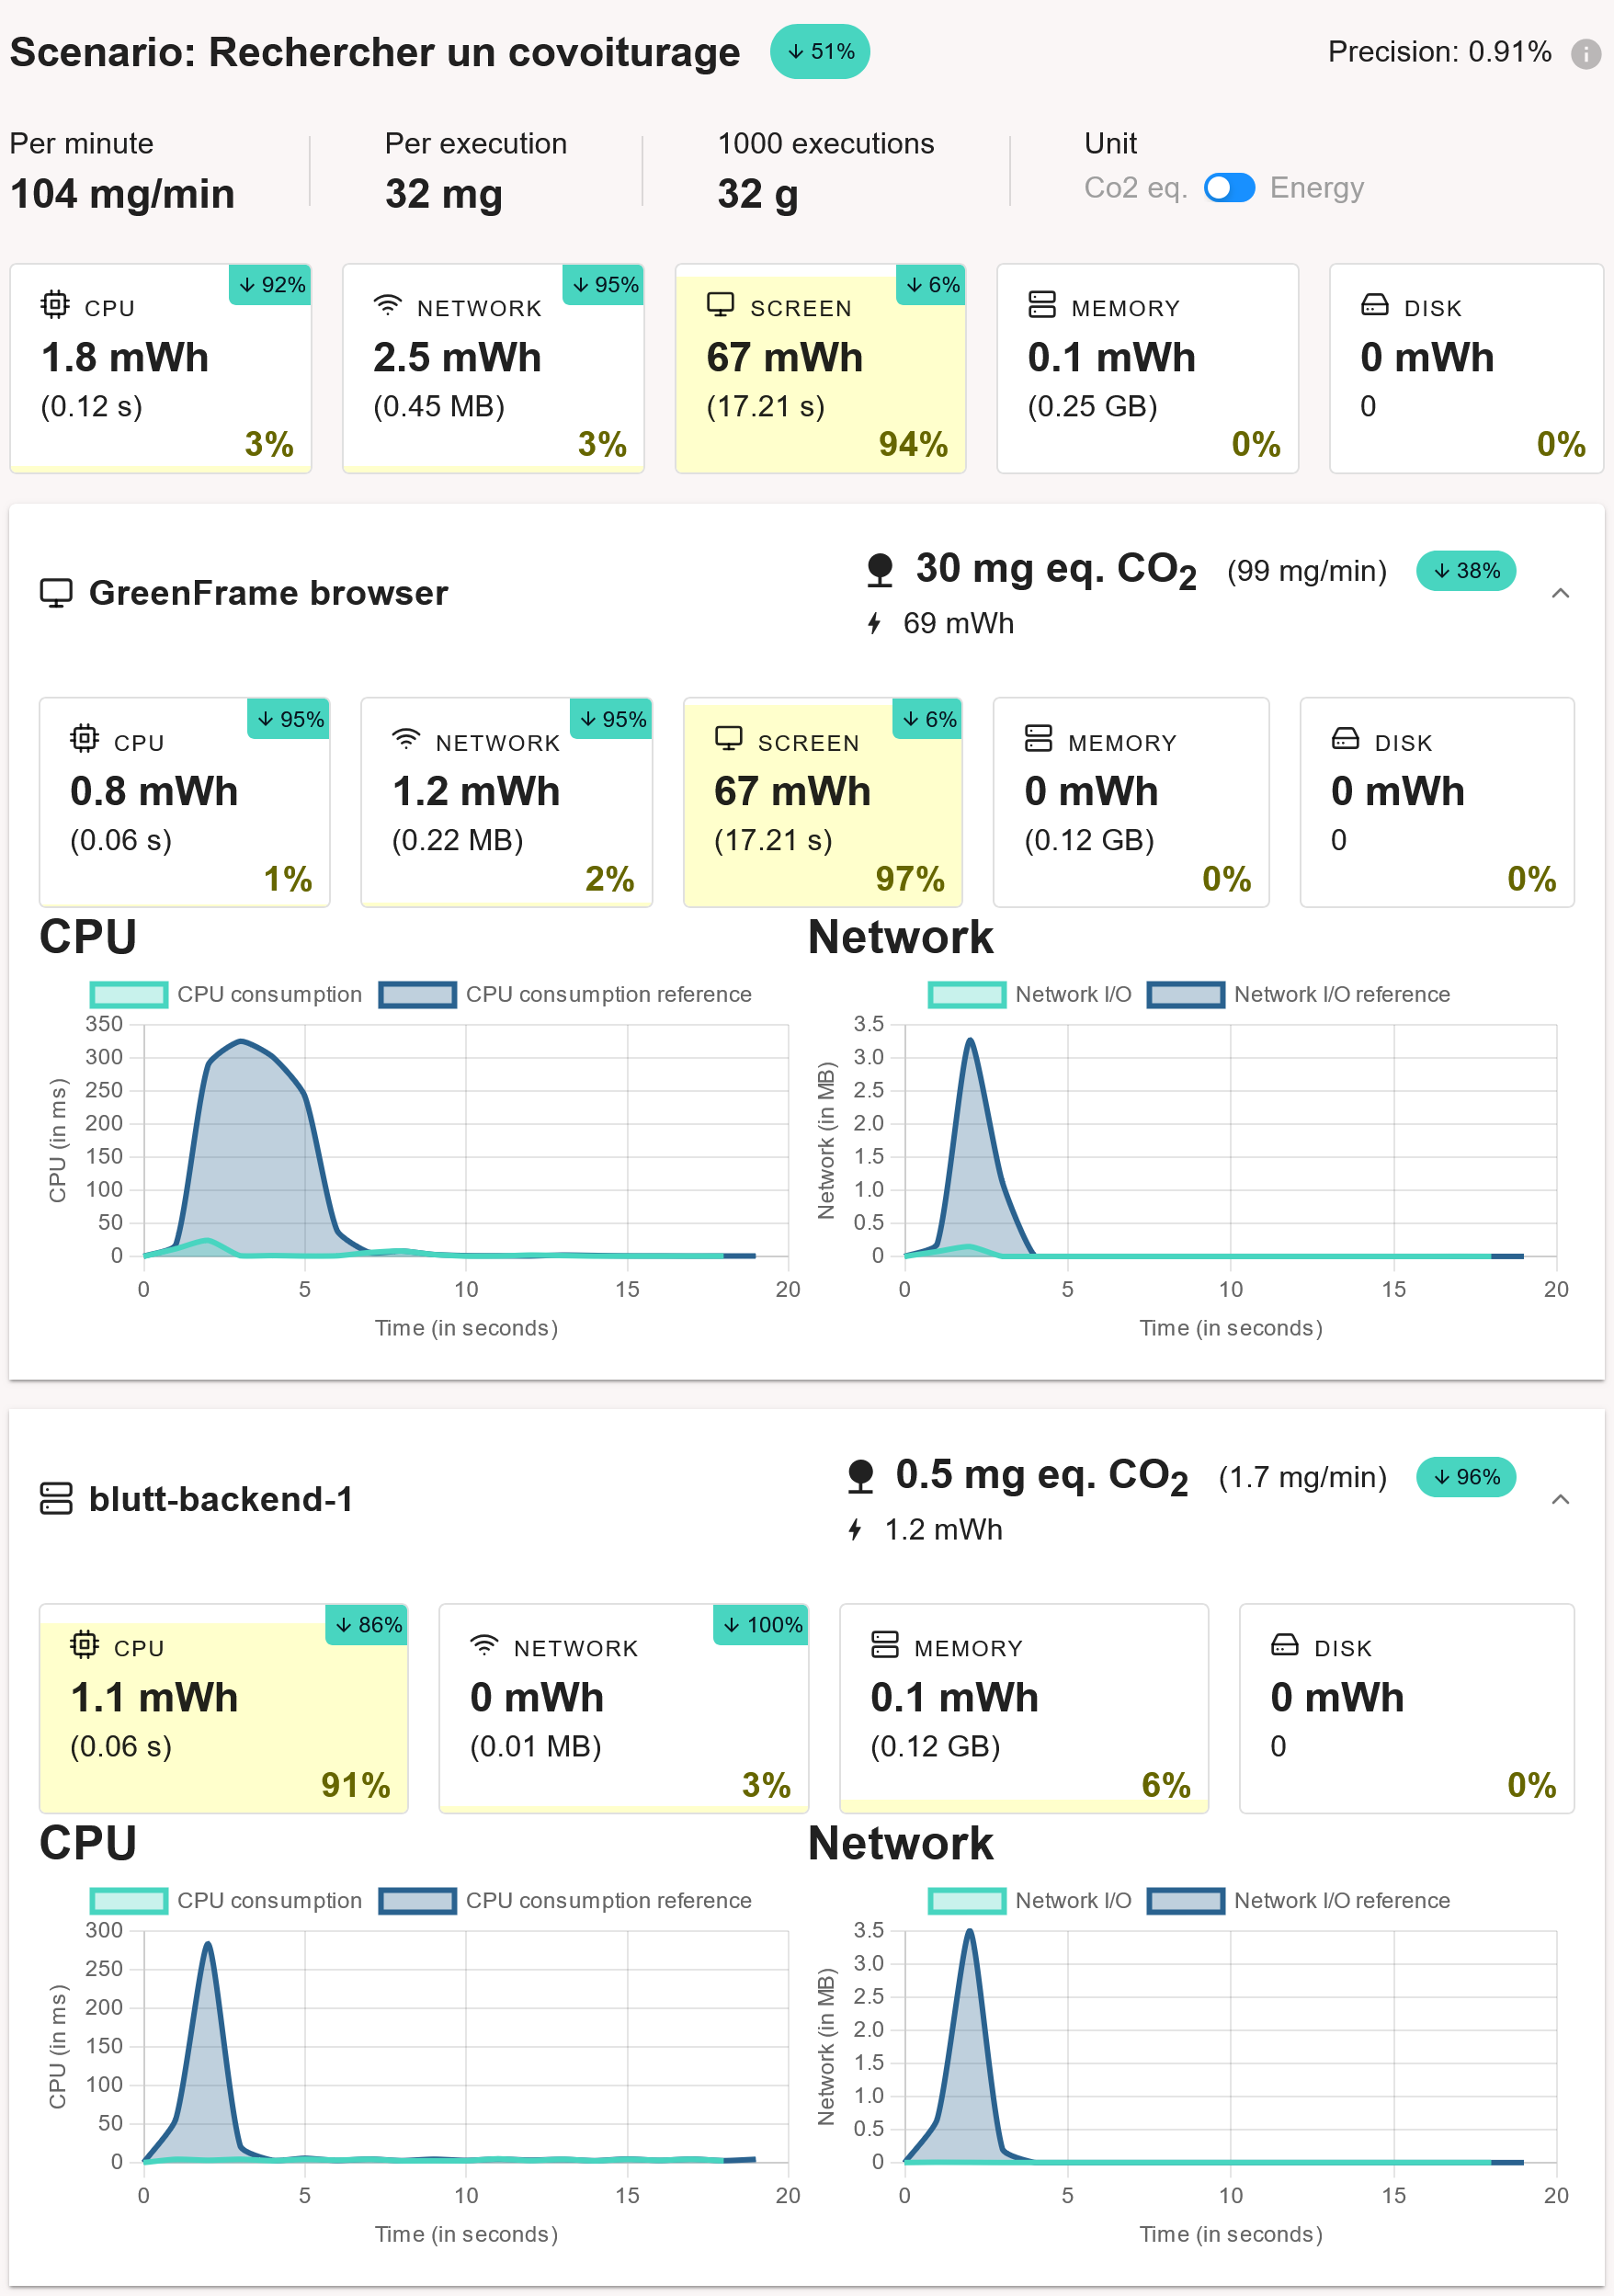 Scenario: Rechercher un covoiturage ↓ 51% Precision: 0.91% i
Per minute Per execution 1000 executions Unit
104 mg/min 32 mg 32 g Co2 eq. Energy
↓ 92% ↓ 95% ↓ 6%
CPU NETWORK SCREEN MEMORY DISK
1.8 mWh 2.5 mWh 67 mWh 0.1 mWh 0 mWh
(0.12 s) (0.45 MB) (17.21 s) (0.25 GB) 0
3% 3% 94% 0% 0%
GreenFrame browser
30 mg eq. CO2 (99 mg/min) ↓ 38%
69 mWh
↓ 95% ↓ 95% ↓ 6%
CPU NETWORK SCREEN MEMORY DISK
0.8 mWh 1.2 mWh 67 mWh 0 mWh 0 mWh
(0.06 s) (0.22 MB) (17.21 s) (0.12 GB) 0
1% 2% 97% 0% 0%
CPU
CPU consumption CPU consumption reference
350
300
250
200
150
100
50
0
CPU (in ms)
0 5 10 15 20
Time (in seconds)
Network
Network I/O Network I/O reference
3.5
3.0
2.5
2.0
1.5
1.0
0.5
0
Network (in MB)
0 5 10 15 20
Time (in seconds)
blutt-backend-1
0.5 mg eq. CO2 (1.7 mg/min) ↓ 96%
1.2 mWh
↓ 86% ↓ 100%
CPU NETWORK MEMORY DISK
1.1 mWh 0 mWh 0.1 mWh 0 mWh
(0.06 s) (0.01 MB) (0.12 GB) 0
91% 3% 6% 0%
CPU
CPU consumption CPU consumption reference
300
250
200
150
100
50
0
CPU (in ms)
0 5 10 15 20
Time (in seconds)
Network
Network I/O Network I/O reference
3.5
3.0
2.5
2.0
1.5
1.0
0.5
0
Network (in MB)
0 5 10 15 20
Time (in seconds)